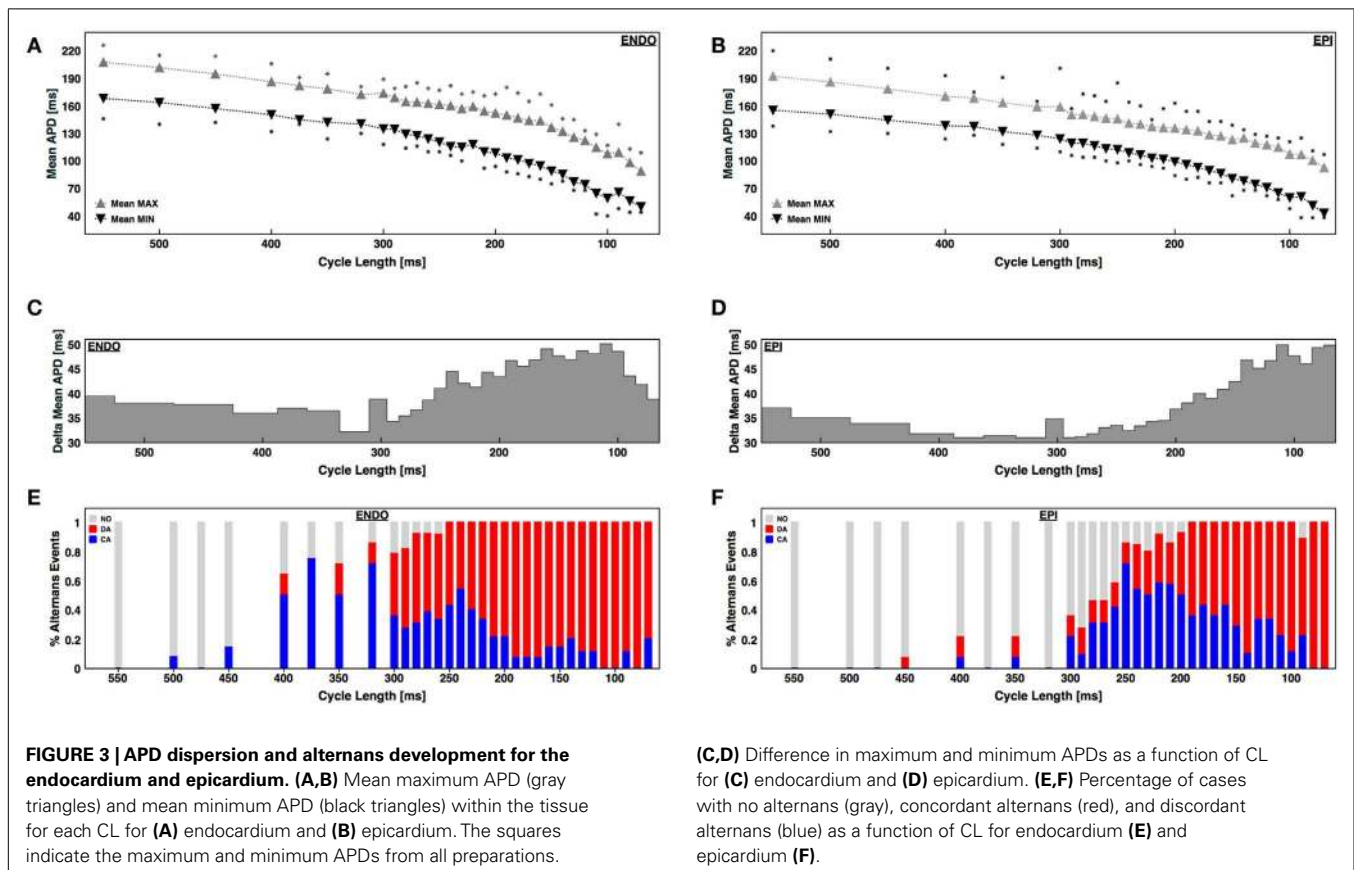 A
ENDO
Mean APD [ms]
220
190
160
130
100
70
40
Mean MAX
Mean MIN
500 400 300 200 100
Cycle Length [ms]
B
EPI
Mean APD [ms]
220
190
160
130
100
70
40
Mean MAX
Mean MIN
500 400 300 200 100
Cycle Length [ms]
C
ENDO
Delta Mean APD [ms]
50
45
40
35
30
500 400 300 200 100
Cycle Length [ms]
D
EPI
Delta Mean APD [ms]
50
45
40
35
30
500 400 300 200 100
Cycle Length [ms]
E
ENDO
% Alternans Events
1
0.8
0.6
0.4
0.2
0
NO
DA
CA
550 500 450 400 350 300 250 200 150 100
Cycle Length [ms]
F
EPI
% Alternans Events
1
0.8
0.6
0.4
0.2
0
NO
DA
CA
550 500 450 400 350 300 250 200 150 100
Cycle Length [ms]
FIGURE 3 | APD dispersion and alternans development for the
endocardium and epicardium. (A,B) Mean maximum APD (gray
triangles) and mean minimum APD (black triangles) within the tissue
for each CL for (A) endocardium and (B) epicardium. The squares
indicate the maximum and minimum APDs from all preparations.
(C,D) Difference in maximum and minimum APDs as a function of CL
for (C) endocardium and (D) epicardium. (E,F) Percentage of cases
with no alternans (gray), concordant alternans (red), and discordant
alternans (blue) as a function of CL for endocardium (E) and
epicardium (F).